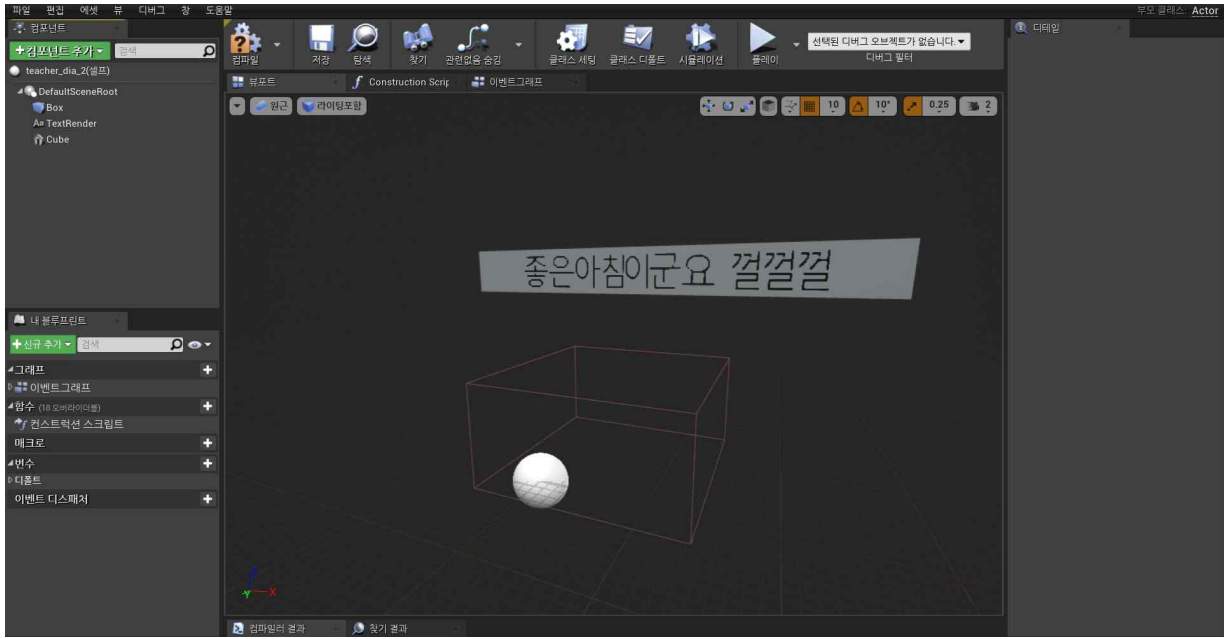 파일 편집 에셋 뷰 디버그 창 도움말
부모 클래스: Actor
컴포넌트
+컴포넌트 추가
검색
teacher_dia_2(셀프)
DefaultSceneRoot
Box
TextRender
Cube
컴파일
저장
탐색
찾기
관련없음 숨김
클래스 세팅
클래스 디폴트
시뮬레이션
플레이
선택된 디버그 오브젝트가 없습니다.
디버그 필터
뷰포트
Construction Scrip
이벤트그래프
원근
라이팅포함
10
10°
0.25
2
좋은아침이군요 껄껄껄
X
디테일
내 블루프린트
+신규 추가
검색
그래프
이벤트그래프
함수 (18 오버라이더블)
컨스트럭션 스크립트
매크로
변수
디폴트
이벤트 디스패처
컴파일러 결과
찾기 결과